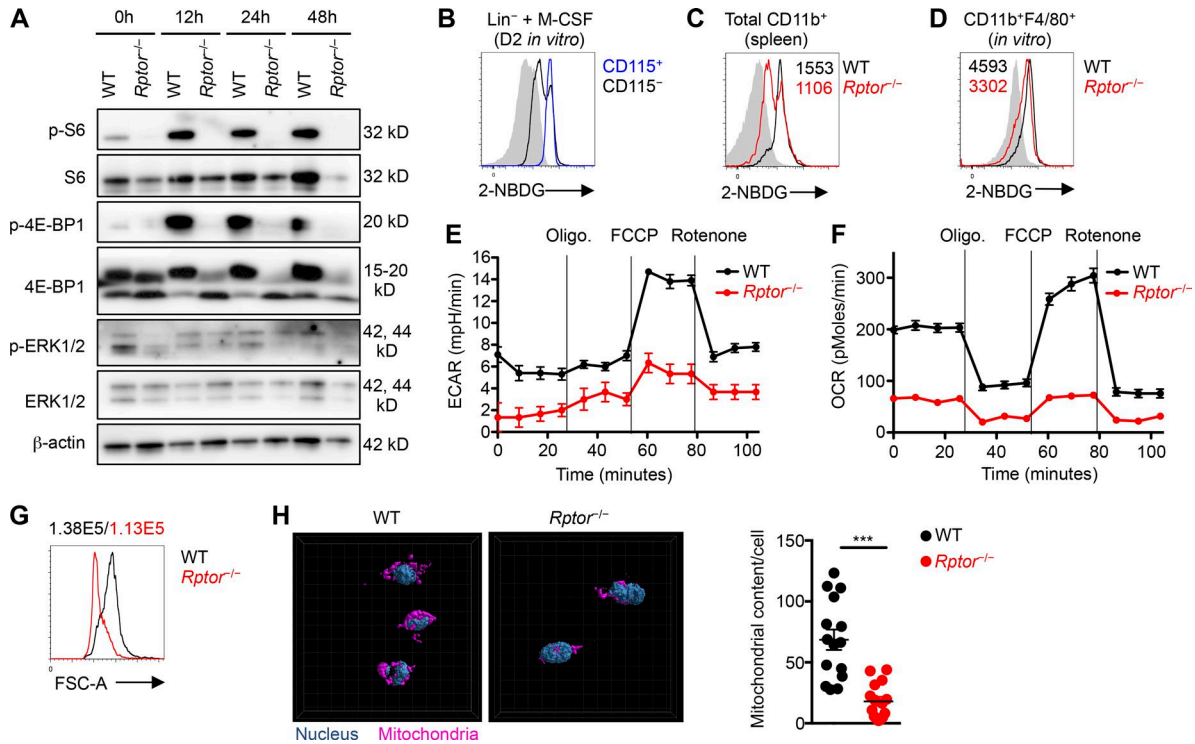 A
0h 12h 24h 48h
WT Rptor–/– WT Rptor–/– WT Rptor–/– WT Rptor–/–
p-S6 32 kD
S6 32 kD
p-4E-BP1 20 kD
4E-BP1 15-20 kD
p-ERK1/2 42, 44 kD
ERK1/2 42, 44 kD
β-actin 42 kD
B
Lin– + M-CSF
(D2 in vitro)
CD115+
CD115–
0
2-NBDG
C
Total CD11b+
(spleen)
1553 WT
1106 Rptor–/–
0
2-NBDG
D
CD11b+F4/80+
(in vitro)
4593 WT
3302 Rptor–/–
0
2-NBDG
E
Oligo. FCCP Rotenone
WT
Rptor–/–
ECAR (mpH/min)
16
14
12
10
8
6
4
2
0
0 20 40 60 80 100
Time (minutes)
F
Oligo. FCCP Rotenone
WT
Rptor–/–
OCR (pMoles/min)
300
200
100
0
0 20 40 60 80 100
Time (minutes)
G
1.38E5/1.13E5
WT
Rptor–/–
0
FSC-A
H
WT Rptor–/–
Nucleus Mitochondria
Mitochondrial content/cell
150
100
50
0
***
WT
Rptor–/–